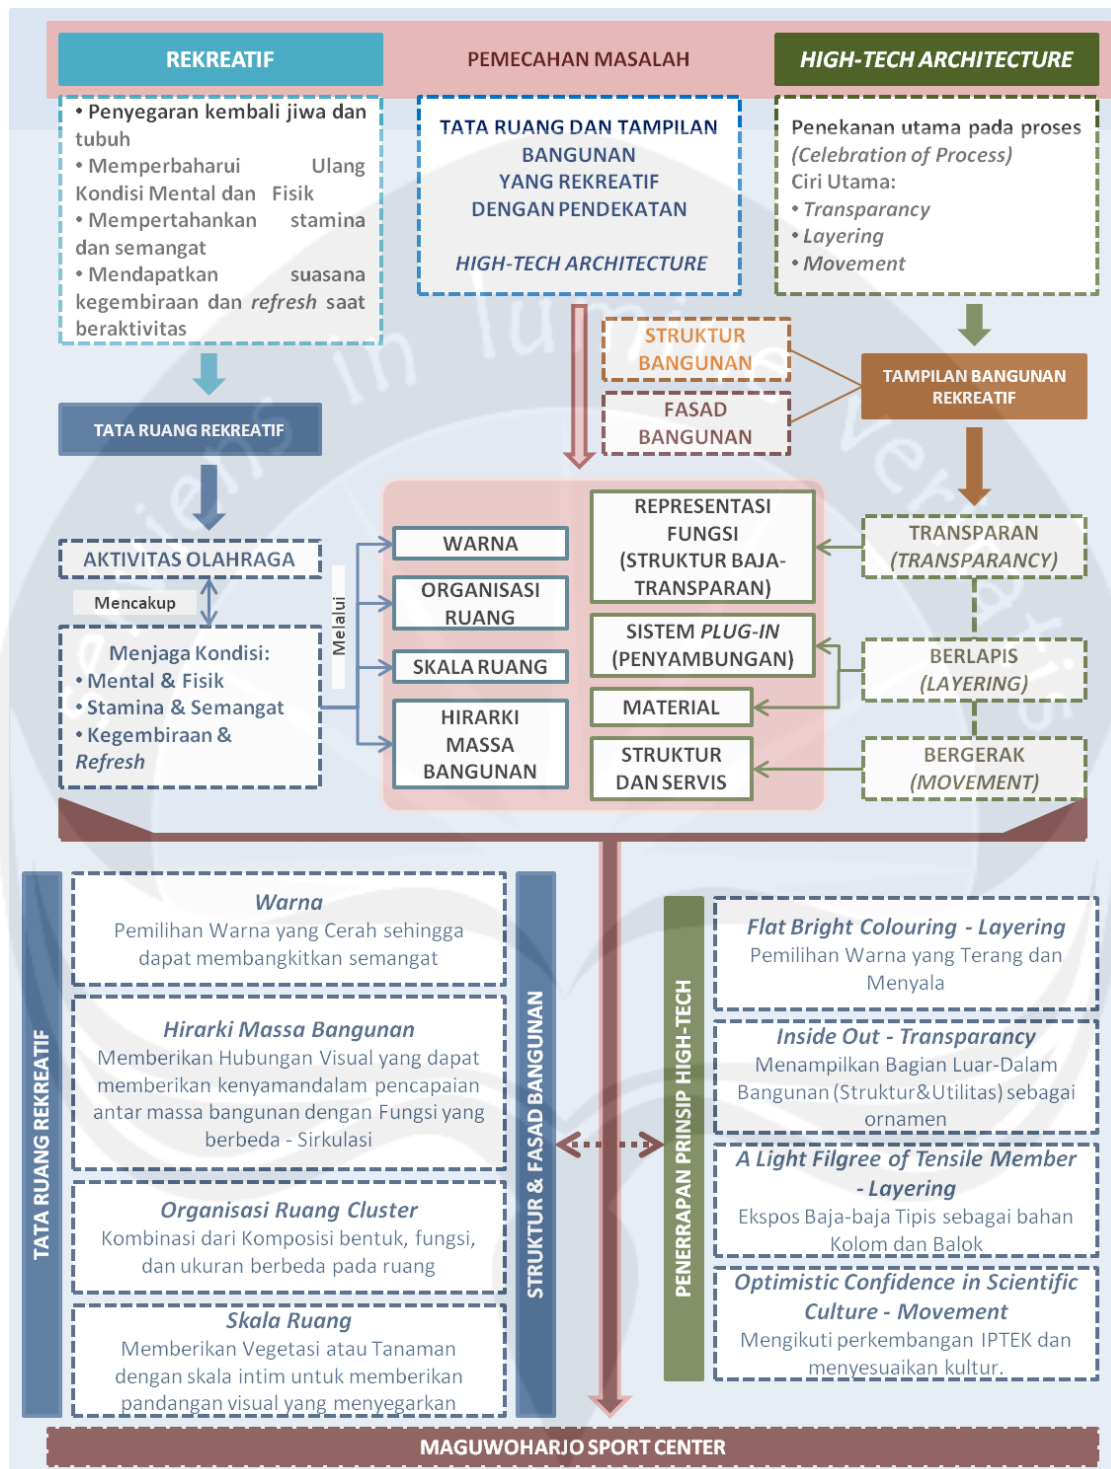 REKREATIF
PEMECAHAN MASALAH
HIGH-TECH ARCHITECTURE
• Penyegaran kembali jiwa dan
tubuh
• Memperbaharui Ulang
Kondisi Mental dan Fisik
• Mempertahankan stamina
dan semangat
• Mendapatkan suasana
kegembiraan dan refresh saat
beraktivitas
TATA RUANG DAN TAMPILAN
BANGUNAN
YANG REKREATIF
DENGAN PENDEKATAN
HIGH-TECH ARCHITECTURE
Penekanan utama pada proses
(Celebration of Process)
Ciri Utama:
• Transparancy
• Layering
• Movement
STRUKTUR
BANGUNAN
FASAD
BANGUNAN
TAMPILAN BANGUNAN
REKREATIF
TATA RUANG REKREATIF
AKTIVITAS OLAHRAGA
Mencakup
Menjaga Kondisi:
• Mental & Fisik
• Stamina & Semangat
• Kegembiraan &
Refresh
Melalui
WARNA
ORGANISASI
RUANG
SKALA RUANG
HIRARKI
MASSA
BANGUNAN
REPRESENTASI
FUNGSI
(STRUKTUR BAJA-
TRANSPARAN)
SISTEM PLUG-IN
(PENYAMBUNGAN)
MATERIAL
STRUKTUR
DAN SERVIS
TRANSPARAN
(TRANSPARANCY)
BERLAPIS
(LAYERING)
BERGERAK
(MOVEMENT)
TATA RUANG REKREATIF
Warna
Pemilihan Warna yang Cerah sehingga
dapat membangkitkan semangat
Hirarki Massa Bangunan
Memberikan Hubungan Visual yang dapat
memberikan kenyamandalam pencapaian
antar massa bangunan dengan Fungsi yang
berbeda - Sirkulasi
Organisasi Ruang Cluster
Kombinasi dari Komposisi bentuk, fungsi,
dan ukuran berbeda pada ruang
Skala Ruang
Memberikan Vegetasi atau Tanaman
dengan skala intim untuk memberikan
pandangan visual yang menyegarkan
STRUKTUR & FASAD BANGUNAN
PENERRAPAN PRINSIP HIGH-TECH
Flat Bright Colouring - Layering
Pemilihan Warna yang Terang dan
Menyala
Inside Out - Transparancy
Menampilkan Bagian Luar-Dalam
Bangunan (Struktur&Utilitas) sebagai
ornamen
A Light Filgree of Tensile Member
- Layering
Ekspos Baja-baja Tipis sebagai bahan
Kolom dan Balok
Optimistic Confidence in Scientific
Culture - Movement
Mengikuti perkembangan IPTEK dan
menyesuaikan kultur.
MAGUWOHARJO SPORT CENTER
serviens in lumine veritatis